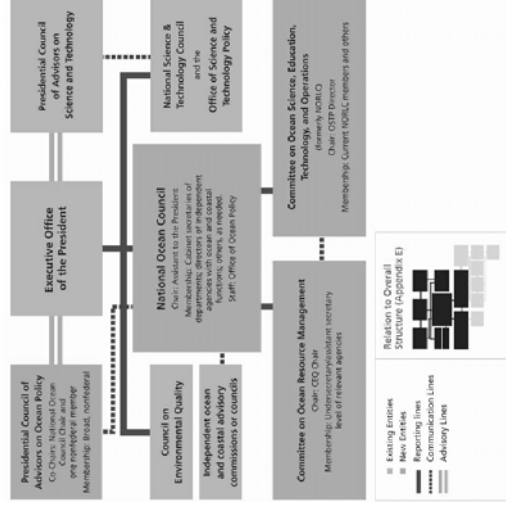 Presidential Council of
Advisors on Ocean Policy
Co-Chairs: National Ocean
Council Chair and
one nonfederal member
Membership: Broad, nonfederal
Executive Office
of the President
Presidential Council
of Advisors on
Science and Technology
Council on
Environmental Quality
Independent ocean
and coastal advisory
commissions or councils
National Ocean Council
Chair: Assistant to the President
Membership: Cabinet secretaries of
departments; directors of independent
agencies with ocean and coastal
functions; others, as needed.
Staff: Office of Ocean Policy
National Science &
Technology Council
and the
Office of Science and
Technology Policy
Committee on Ocean Resource Management
Chair: CEQ Chair
Membership: Undersecretary/assistant secretary
level of relevant agencies
Committee on Ocean Science, Education,
Technology, and Operations
(formerly NORLC)
Chair: OSTP Director
Membership: Current NORLC members and others
Existing Entities
New Entities
Reporting lines
Communication Lines
Advisory Lines
Relation to Overall
Structure (Appendix E)